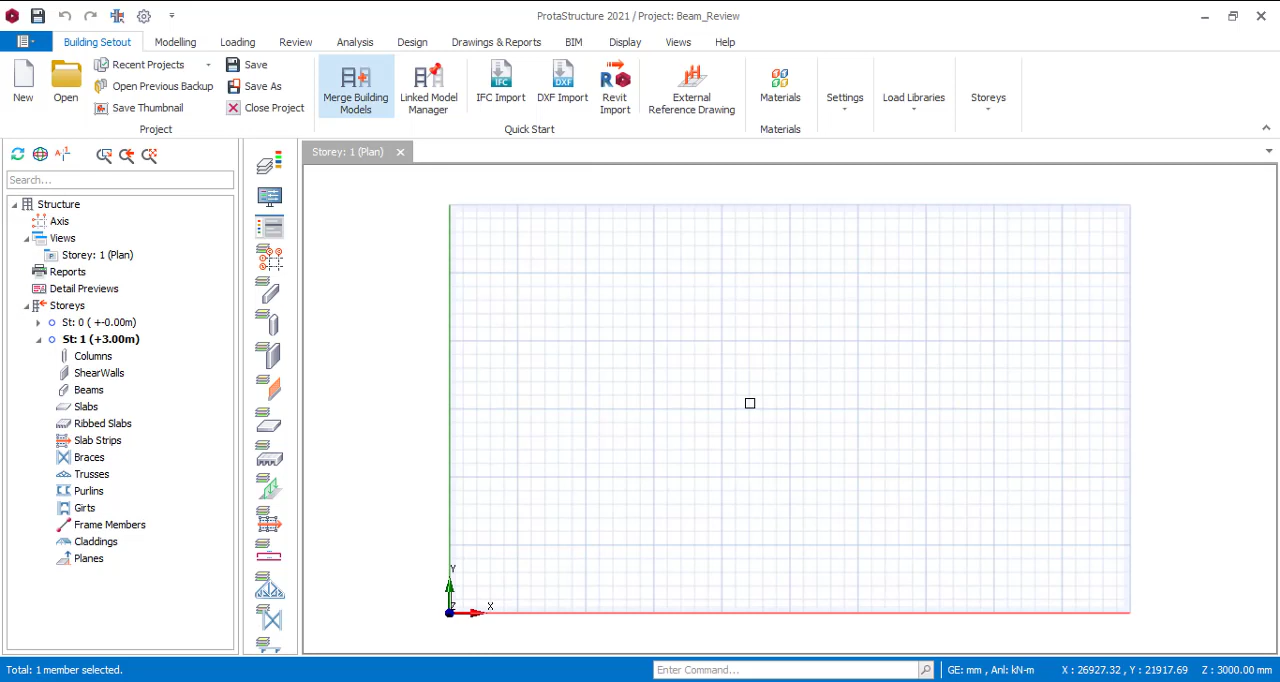 ProtaStructure 2021 / Project: Beam_Review
Building Setout
Modelling
Loading
Review
Analysis
Design
Drawings & Reports
BIM
Display
Views
Help
New
Open
Recent Projects
Open Previous Backup
Save Thumbnail
Save
Save As
Close Project
Project
Merge Building
Models
Linked Model
Manager
IFC
IFC Import
DXF
DXF Import
R
Revit
Import
External
Reference Drawing
Quick Start
Materials
Materials
Settings
Load Libraries
Storeys
Storey: 1 (Plan)
Search...
Structure
Axis
Views
P
Storey: 1 (Plan)
Reports
Detail Previews
Storeys
St: 0 ( +-0.00m)
St: 1 (+3.00m)
Columns
ShearWalls
Beams
Slabs
Ribbed Slabs
Slab Strips
Braces
Trusses
Purlins
Girts
Frame Members
Claddings
Planes
Y
Z
X
Total: 1 member selected.
Enter Command...
GE: mm , Anl: kN-m
X : 26927.32 , Y : 21917.69
Z : 3000.00 mm